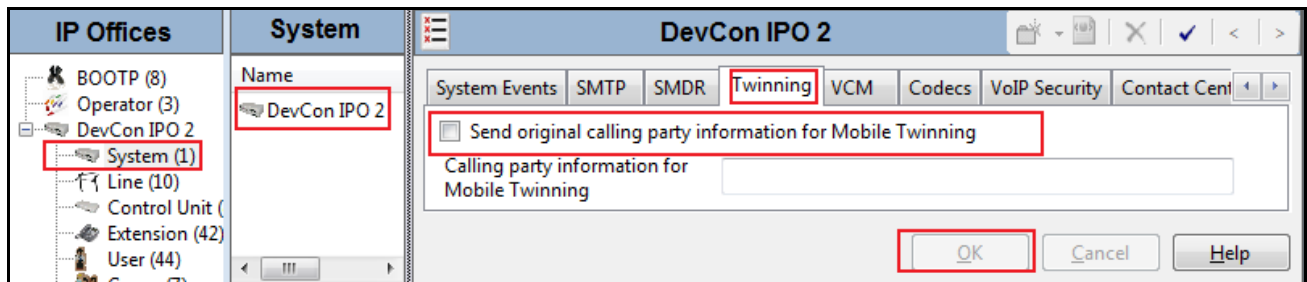 IP Offices
BOOTP (8)
Operator (3)
DevCon IPO 2
System (1)
Line (10)
Control Unit (
Extension (42)
User (44)
System
Name
DevCon IPO 2
DevCon IPO 2
System Events SMTP SMDR Twinning VCM Codecs VoIP Security Contact Cent
Send original calling party information for Mobile Twinning
Calling party information for
Mobile Twinning
OK Cancel Help